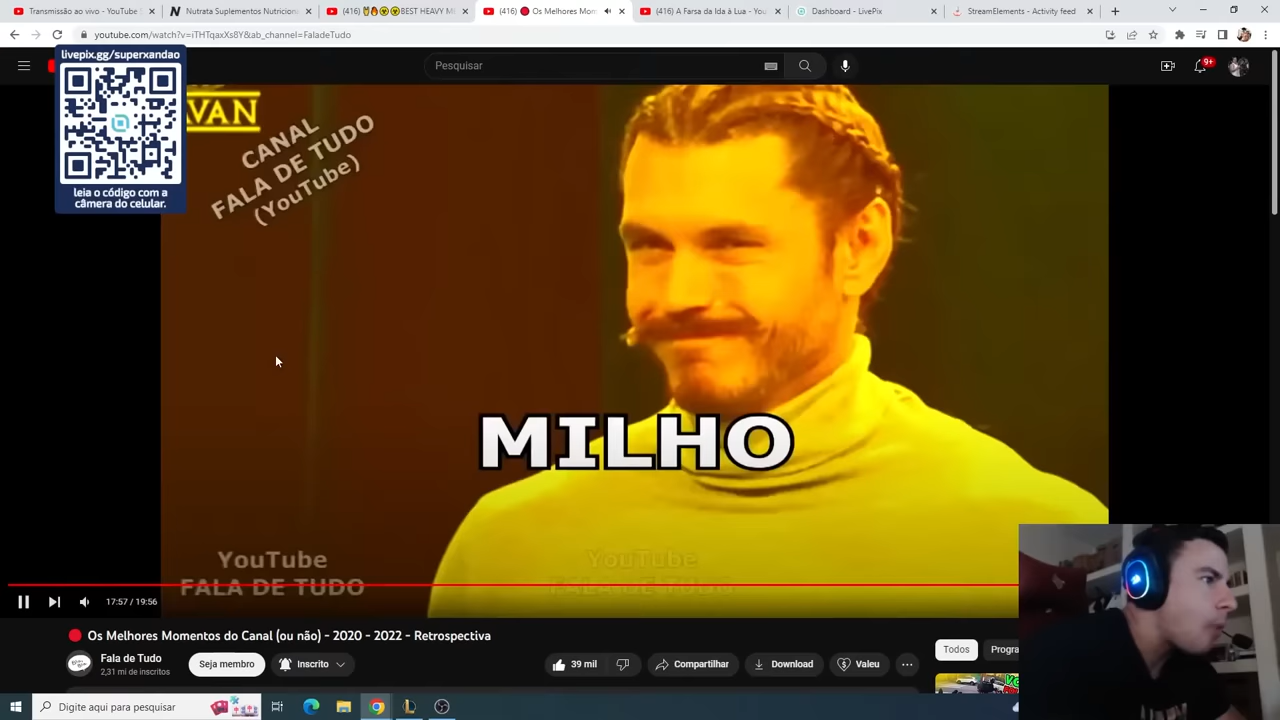 Transmissão ao vivo - YouTube S
Nutrata Suplementos Nutriciona
(416) BEST HEAVY M
(416) Os Melhores Mom
(416) A Farsa da Ida à Lua - You
Dashboard - LivePix
StreamElements - Activity feed
youtube.com/watch?v=iTHTqaxXs8Y&ab_channel=FaladeTudo
livepix.gg/superxandao
leia o código com a
câmera do celular.
Pesquisar
9+
VAN
CANAL
FALA DE TUDO
(YouTube)
MILHO
YouTube
FALA DE TUDO
YouTube
FALA DE TUDO
17:57 / 19:56
Os Melhores Momentos do Canal (ou não) - 2020 - 2022 - Retrospectiva
Fala de Tudo
2,31 mi de inscritos
Seja membro
Inscrito
39 mil
Compartilhar
Download
Valeu
Todos
Progra
Digite aqui para pesquisar